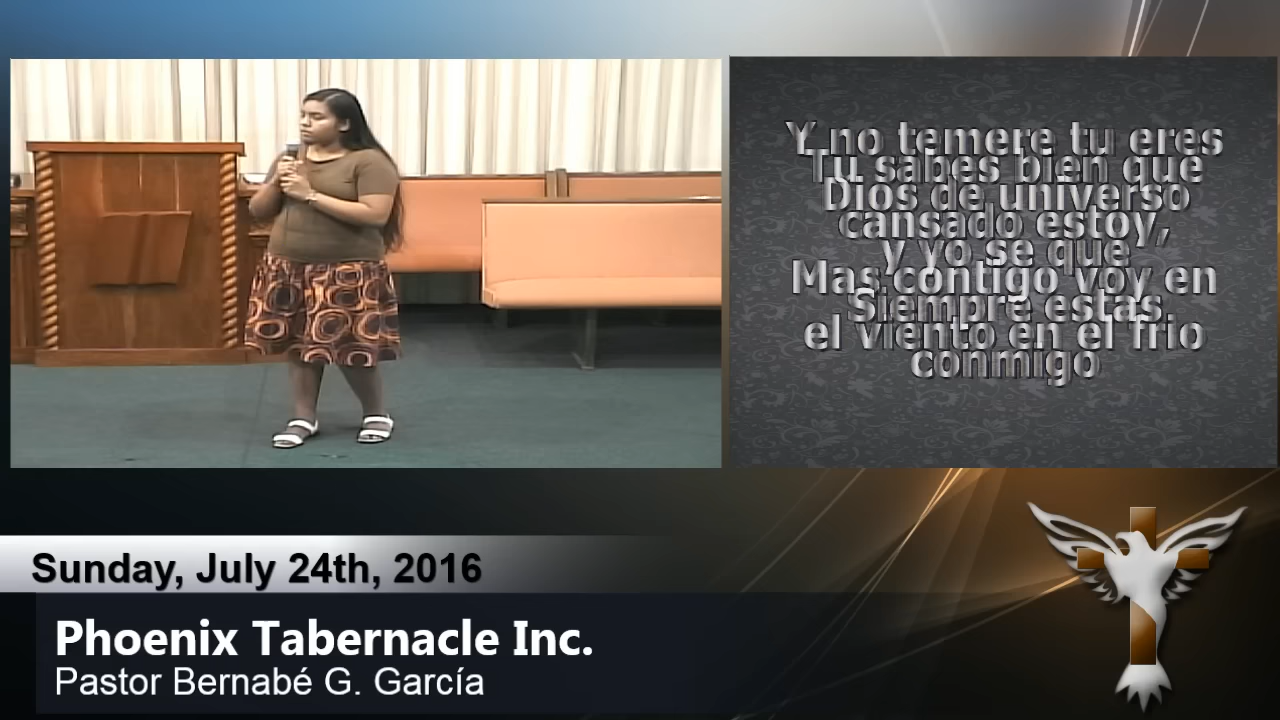 Y no temere tu eres
Tu sabes bien que
Dios de universo
cansado estoy,
y yo se que
Mas contigo voy en
Siempre estas
el viento en el frio
conmigo
Sunday, July 24th, 2016
Phoenix Tabernacle Inc.
Pastor Bernabé G. García